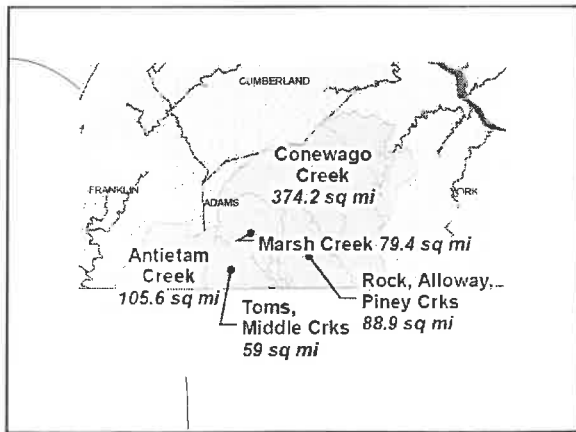 CUMBERLAND
Conewago
Creek
374.2 sq mi
FRANKLIN
ADAMS
YORK
Marsh Creek 79.4 sq mi
Antietam
Creek
105.6 sq mi
Rock, Alloway,
Piney Crks
88.9 sq mi
Toms,
Middle Crks
59 sq mi